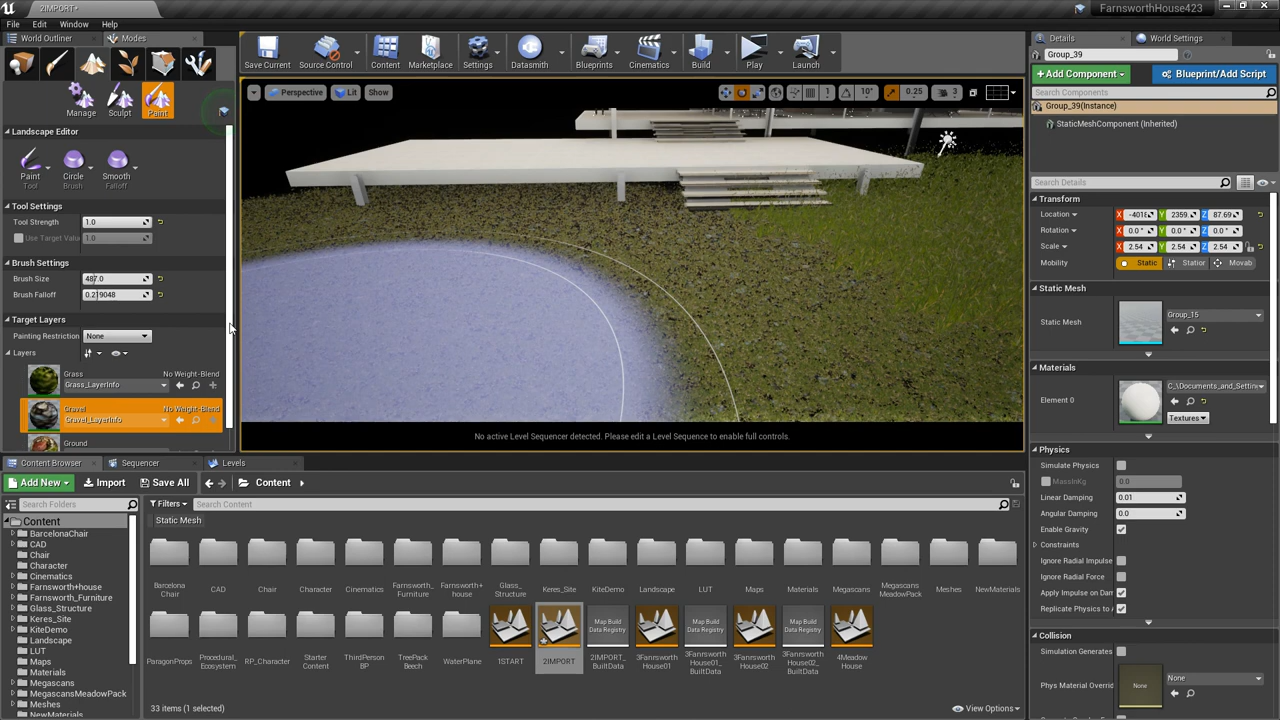 2IMPORT*
FarnsworthHouse423
File Edit Window Help
World Outliner
Modes
Manage Sculpt Paint
Landscape Editor
Paint Circle Smooth
Tool Brush Falloff
Tool Settings
Tool Strength 1.0
Use Target Valu 1.0
Brush Settings
Brush Size 487.0
Brush Falloff 0.219048
Target Layers
Painting Restriction None
Layers
Grass No Weight-Blend
Grass_LayerInfo
Gravel No Weight-Blend
Gravel_LayerInfo
Ground
Save Current Source Control Content Marketplace Settings Datasmith Blueprints Cinematics Build Play Launch
Perspective Lit Show
1 10° 0.25 3
No active Level Sequencer detected. Please edit a Level Sequence to enable full controls.
Details
World Settings
Group_39
+Add Component
Blueprint/Add Script
Search Components
Group_39(Instance)
StaticMeshComponent (Inherited)
Search Details
Transform
Location X -4018 Y 2359. Z 87.69
Rotation X 0.0° Y 0.0° Z 0.0°
Scale X 2.54 Y 2.54 Z 2.54
Mobility Static Station Movab
Static Mesh
Static Mesh Group_15
Materials
Element 0 C_\Documents_and_Settin
Textures
Physics
Simulate Physics
MassInKg 0.0
Linear Damping 0.01
Angular Damping 0.0
Enable Gravity
Constraints
Ignore Radial Impulse
Ignore Radial Force
Apply Impulse on Dam
Replicate Physics to A
Collision
Simulation Generates
Phys Material Overrid None None
Content Browser
Sequencer
Levels
Add New Import Save All Content
Search Folders
Filters
Search Content
Static Mesh
Content
BarcelonaChair
CAD
Chair
Character
Cinematics
Farnsworth+house
Farnsworth_Furniture
Glass_Structure
Keres_Site
KiteDemo
Landscape
LUT
Maps
Materials
Megascans
MegascansMeadowPack
Meshes
NewMaterials
Barcelona Chair
CAD
Chair
Character
Cinematics
Farnsworth_ Furniture
Farnsworth+ house
Glass_ Structure
Keres_Site
KiteDemo
Landscape
LUT
Maps
Materials
Megascans
Megascans MeadowPack
Meshes
NewMaterials
ParagonProps
Procedural_ Ecosystem
RP_Character
Starter Content
ThirdPerson BP
TreePack Beech
WaterPlane
1START
2IMPORT
Map Build Data Registry
2IMPORT_ BuiltData
3Fanrsworth House01
Map Build Data Registry
3Fanrsworth House01_ BuiltData
3Farnsworth House02
Map Build Data Registry
3Farnsworth House02_ BuiltData
4Meadow House
33 items (1 selected)
View Options